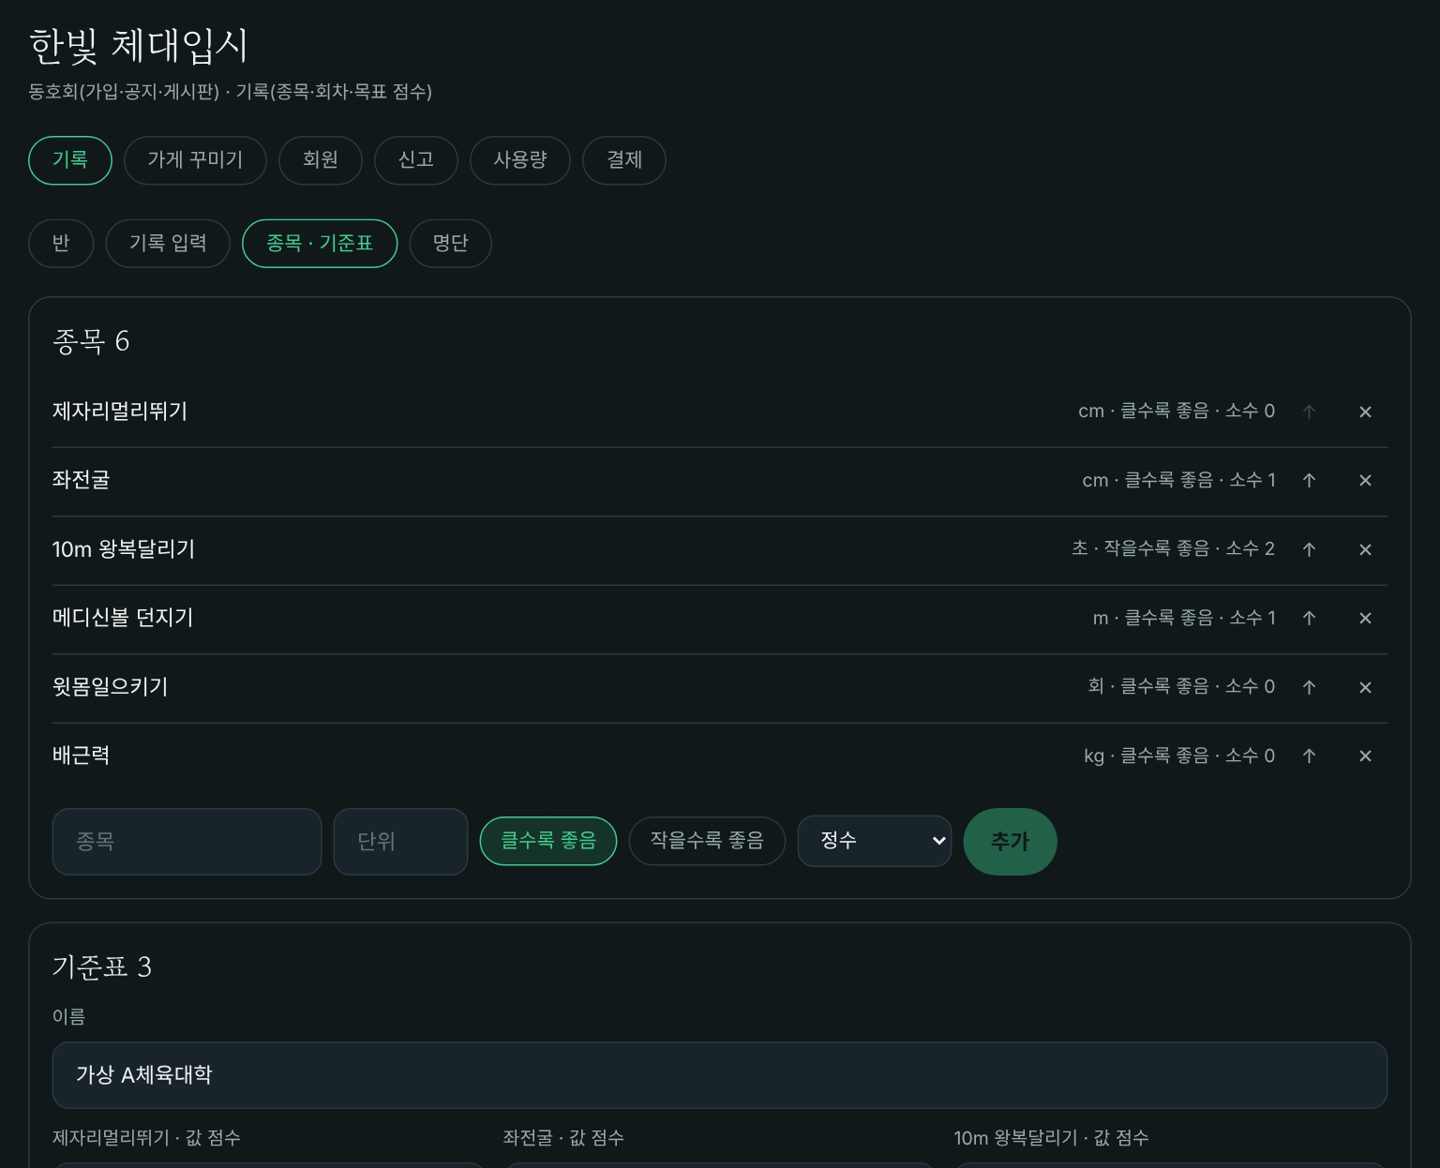 한빛 체대입시
동호회(가입·공지·게시판) · 기록(종목·회차·목표 점수)
기록 가게 꾸미기 회원 신고 사용량 결제
반 기록 입력 종목 · 기준표 명단
종목 6
제자리멀리뛰기 cm · 클수록 좋음 · 소수 0 ↑ ×
좌전굴 cm · 클수록 좋음 · 소수 1 ↑ ×
10m 왕복달리기 초 · 작을수록 좋음 · 소수 2 ↑ ×
메디신볼 던지기 m · 클수록 좋음 · 소수 1 ↑ ×
윗몸일으키기 회 · 클수록 좋음 · 소수 0 ↑ ×
배근력 kg · 클수록 좋음 · 소수 0 ↑ ×
종목 단위 클수록 좋음 작을수록 좋음 정수 추가
기준표 3
이름
가상 A체육대학
제자리멀리뛰기 · 값 점수 좌전굴 · 값 점수 10m 왕복달리기 · 값 점수